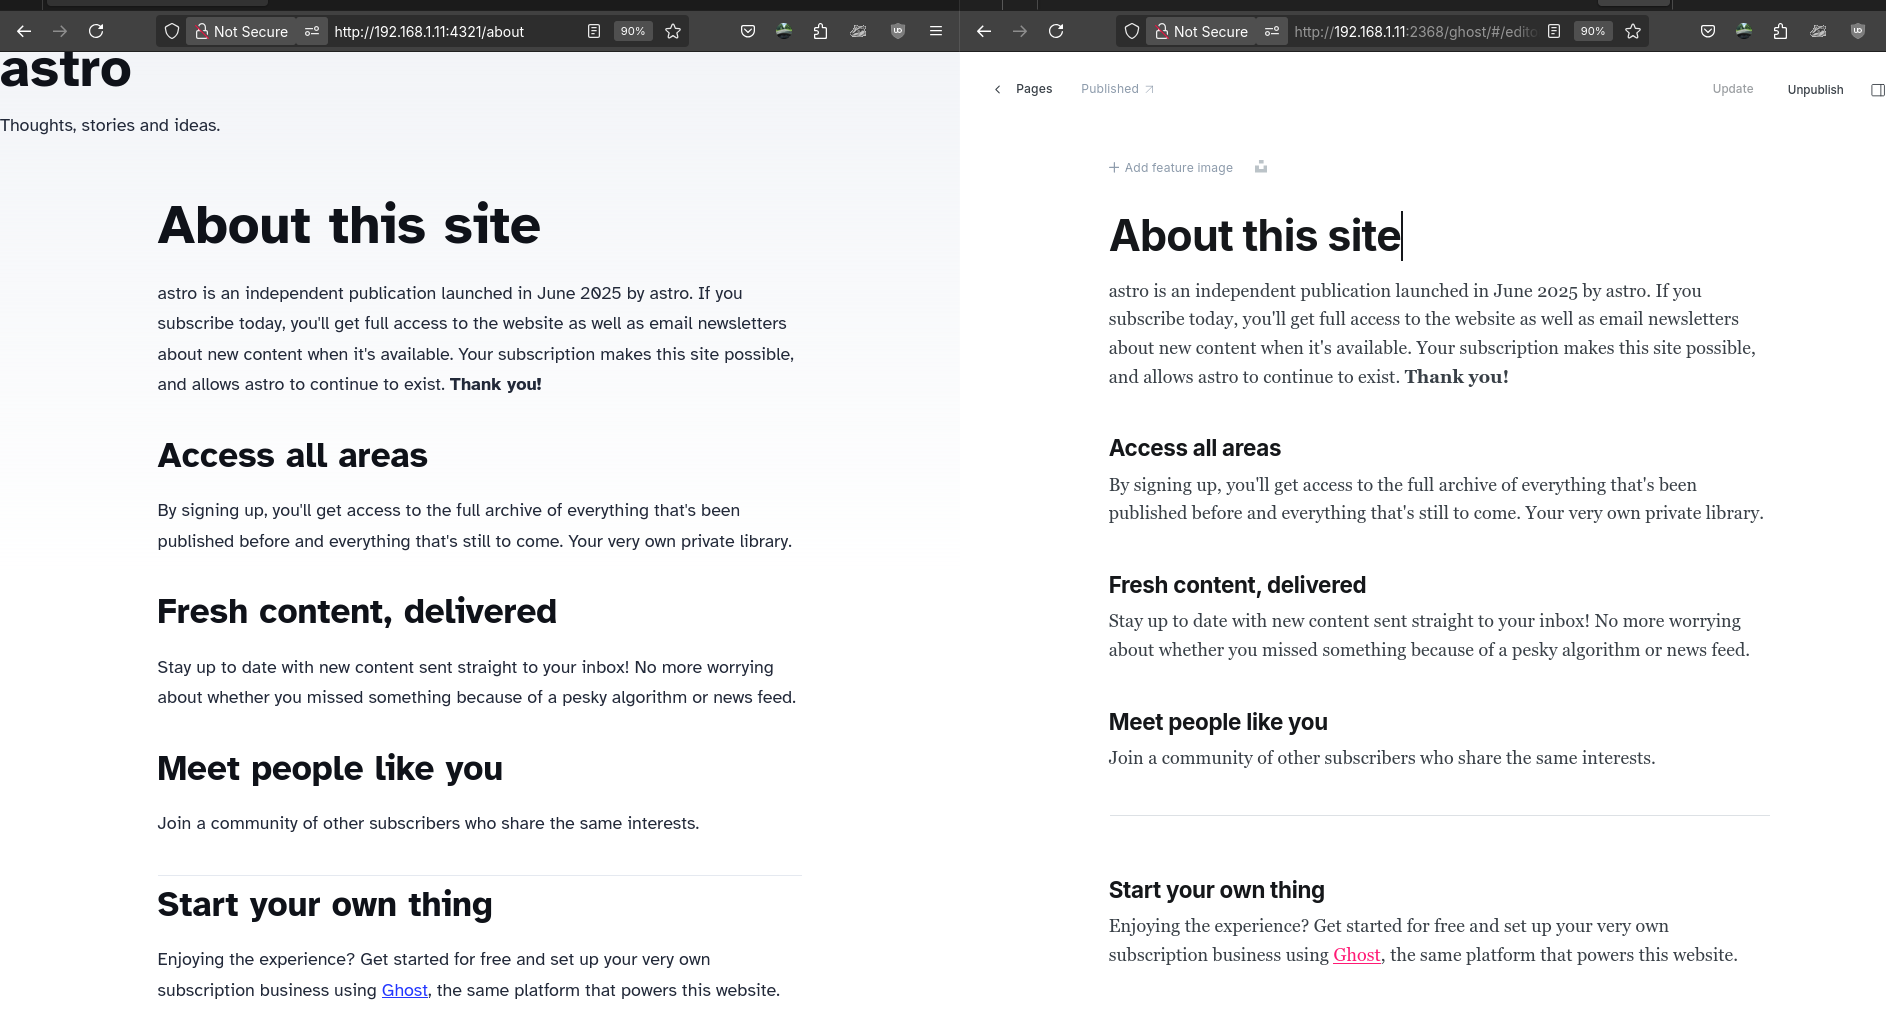 Not Secure
http://192.168.1.11:4321/about
90%
astro
Thoughts, stories and ideas.
About this site
astro is an independent publication launched in June 2025 by astro. If you
subscribe today, you'll get full access to the website as well as email newsletters
about new content when it's available. Your subscription makes this site possible,
and allows astro to continue to exist. Thank you!
Access all areas
By signing up, you'll get access to the full archive of everything that's been
published before and everything that's still to come. Your very own private library.
Fresh content, delivered
Stay up to date with new content sent straight to your inbox! No more worrying
about whether you missed something because of a pesky algorithm or news feed.
Meet people like you
Join a community of other subscribers who share the same interests.
Start your own thing
Enjoying the experience? Get started for free and set up your very own
subscription business using Ghost, the same platform that powers this website.
Not Secure
http://192.168.1.11:2368/ghost/#/edito
90%
Pages
Published
Update
Unpublish
Add feature image
About this site
astro is an independent publication launched in June 2025 by astro. If you
subscribe today, you'll get full access to the website as well as email newsletters
about new content when it's available. Your subscription makes this site possible,
and allows astro to continue to exist. Thank you!
Access all areas
By signing up, you'll get access to the full archive of everything that's been
published before and everything that's still to come. Your very own private library.
Fresh content, delivered
Stay up to date with new content sent straight to your inbox! No more worrying
about whether you missed something because of a pesky algorithm or news feed.
Meet people like you
Join a community of other subscribers who share the same interests.
Start your own thing
Enjoying the experience? Get started for free and set up your very own
subscription business using Ghost, the same platform that powers this website.